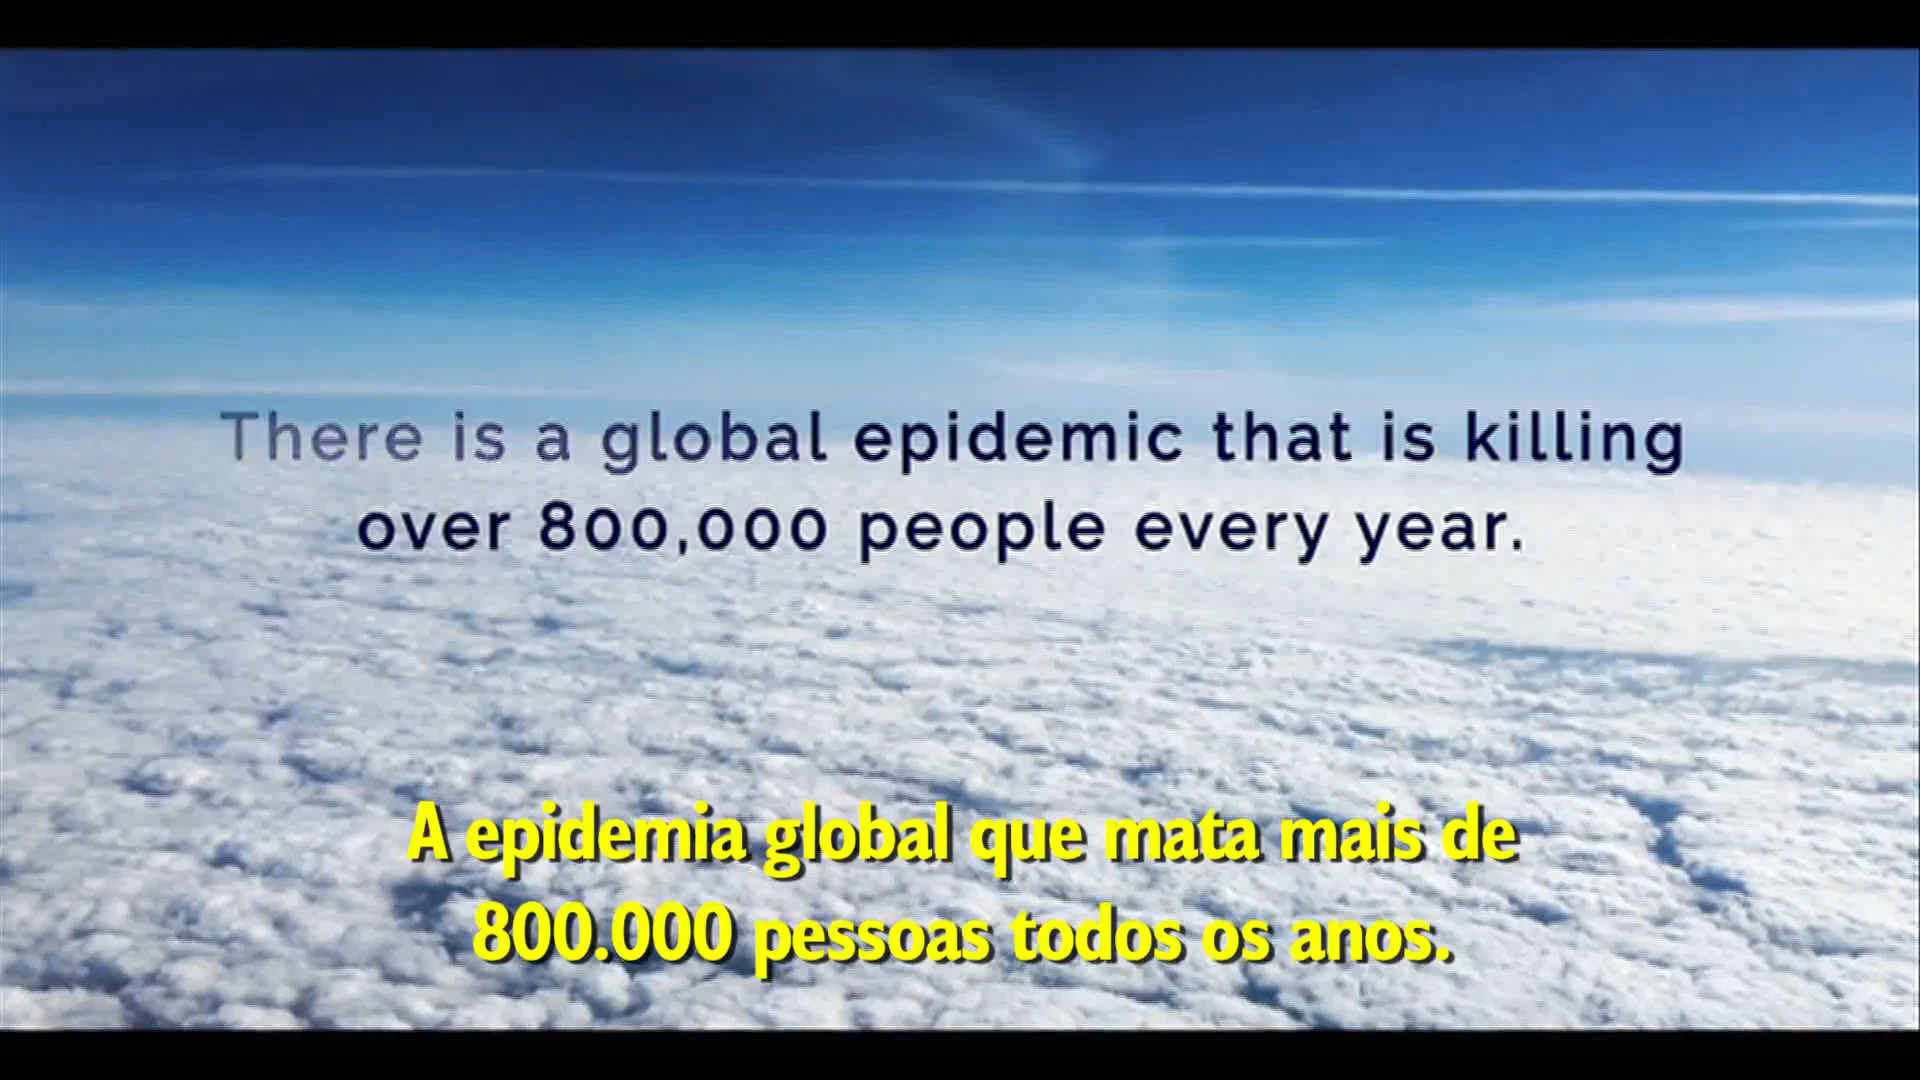 There is a global epidemic that is killing
over 800,000 people every year.
A epidemia global que mata mais de
800.000 pessoas todos os anos.